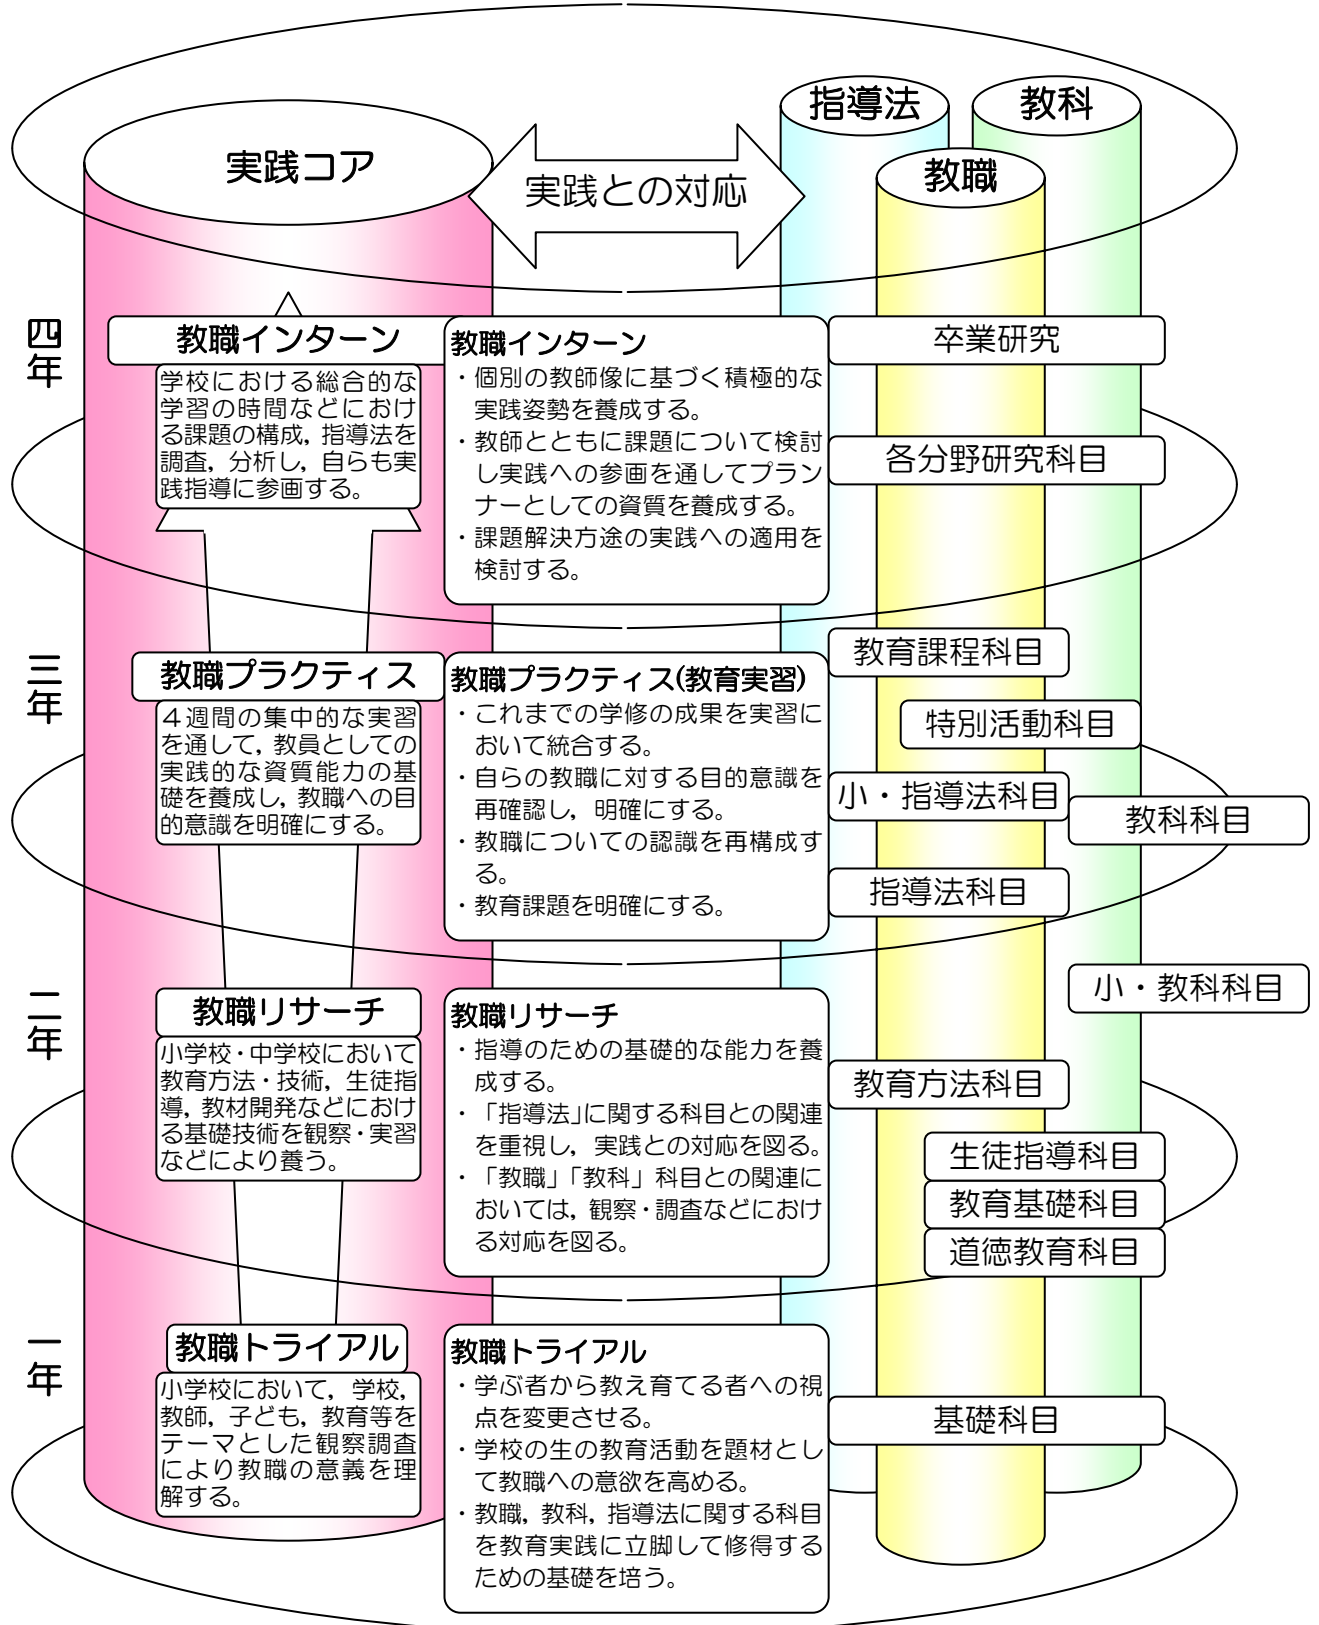 指導法
教科
実践コア
実践との対応
教職
四年
教職インターン
学校における総合的な
学習の時間などにおけ
る課題の構成，指導法を
調査，分析し，自らも実
践指導に参画する。
教職インターン
・個別の教師像に基づく積極的な
実践姿勢を養成する。
・教師とともに課題について検討
し実践への参画を通してプラン
ナーとしての資質を養成する。
・課題解決方途の実践への適用を
検討する。
卒業研究
各分野研究科目
三年
教職プラクティス
４週間の集中的な実習
を通して，教員としての
実践的な資質能力の基
礎を養成し，教職への目
的意識を明確にする。
教職プラクティス(教育実習)
・これまでの学修の成果を実習に
おいて統合する。
・自らの教職に対する目的意識を
再確認し，明確にする。
・教職についての認識を再構成す
る。
・教育課題を明確にする。
教育課程科目
特別活動科目
小・指導法科目
教科科目
指導法科目
二年
教職リサーチ
小学校・中学校において
教育方法・技術，生徒指
導，教材開発などにおけ
る基礎技術を観察・実習
などにより養う。
教職リサーチ
・指導のための基礎的な能力を養
成する。
・「指導法」に関する科目との関連
を重視し，実践との対応を図る。
・「教職」「教科」科目との関連に
おいては，観察・調査などにおけ
る対応を図る。
小・教科科目
教育方法科目
生徒指導科目
教育基礎科目
道徳教育科目
一年
教職トライアル
小学校において，学校，
教師，子ども，教育等を
テーマとした観察調査
により教職の意義を理
解する。
教職トライアル
・学ぶ者から教え育てる者への視
点を変更させる。
・学校の生の教育活動を題材とし
て教職への意欲を高める。
・教職，教科，指導法に関する科目
を教育実践に立脚して修得する
ための基礎を培う。
基礎科目